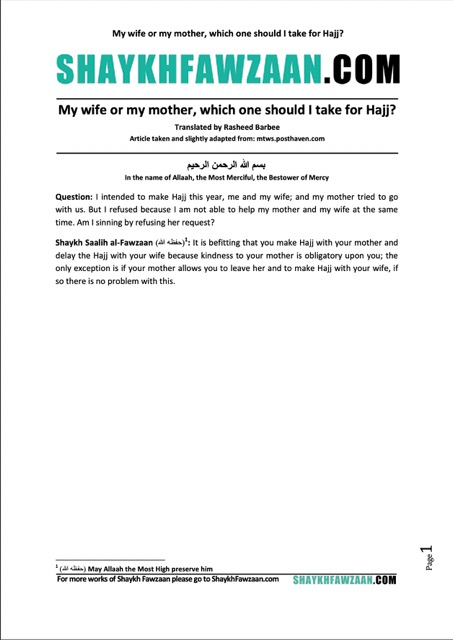 My wife or my mother, which one should I take for Hajj?
SHAYKHFAWZAAN.COM
My wife or my mother, which one should I take for Hajj?
Translated by Rasheed Barbee
Article taken and slightly adapted from: mtws.posthaven.com
بسم الله الرحمن الرحيم
In the name of Allaah, the Most Merciful, the Bestower of Mercy
Question: I intended to make Hajj this year, me and my wife; and my mother tried to go
with us. But I refused because I am not able to help my mother and my wife at the same
time. Am I sinning by refusing her request?
Shaykh Saalih al-Fawzaan (حفظه الله)¹: It is befitting that you make Hajj with your mother and
delay the Hajj with your wife because kindness to your mother is obligatory upon you; the
only exception is if your mother allows you to leave her and to make Hajj with your wife, if
so there is no problem with this.
Page 1
¹ (حفظه الله) May Allaah the Most High preserve him
For more works of Shaykh Fawzaan please go to ShaykhFawzaan.com
SHAYKHFAWZAAN.COM